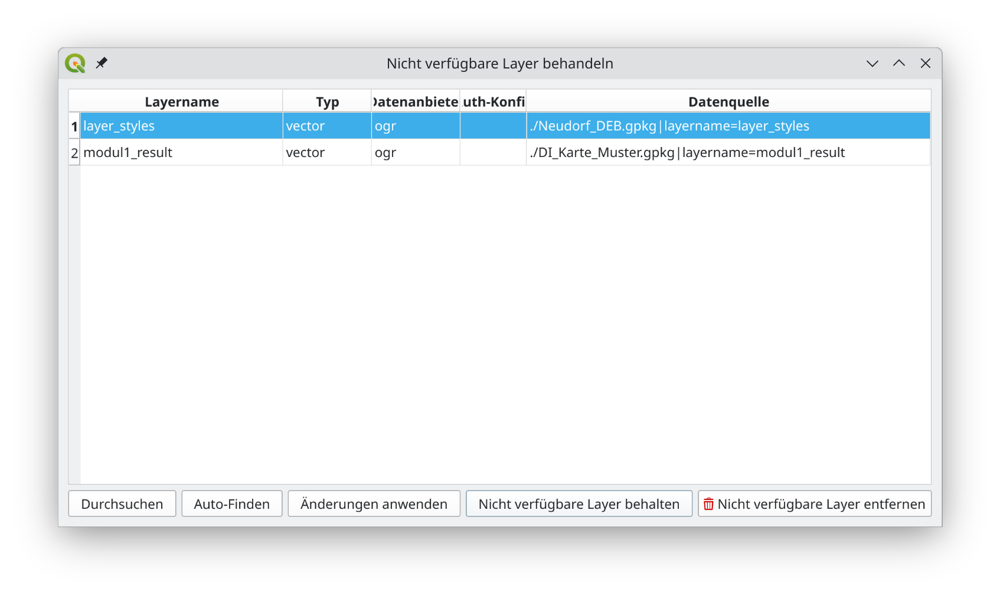 Nicht verfügbare Layer behandeln
Layername Typ Datenanbiete uth-Konfi Datenquelle
1 layer_styles vector ogr ./Neudorf_DEB.gpkg|layername=layer_styles
2 modul1_result vector ogr ./DI_Karte_Muster.gpkg|layername=modul1_result
Durchsuchen Auto-Finden Änderungen anwenden Nicht verfügbare Layer behalten Nicht verfügbare Layer entfernen